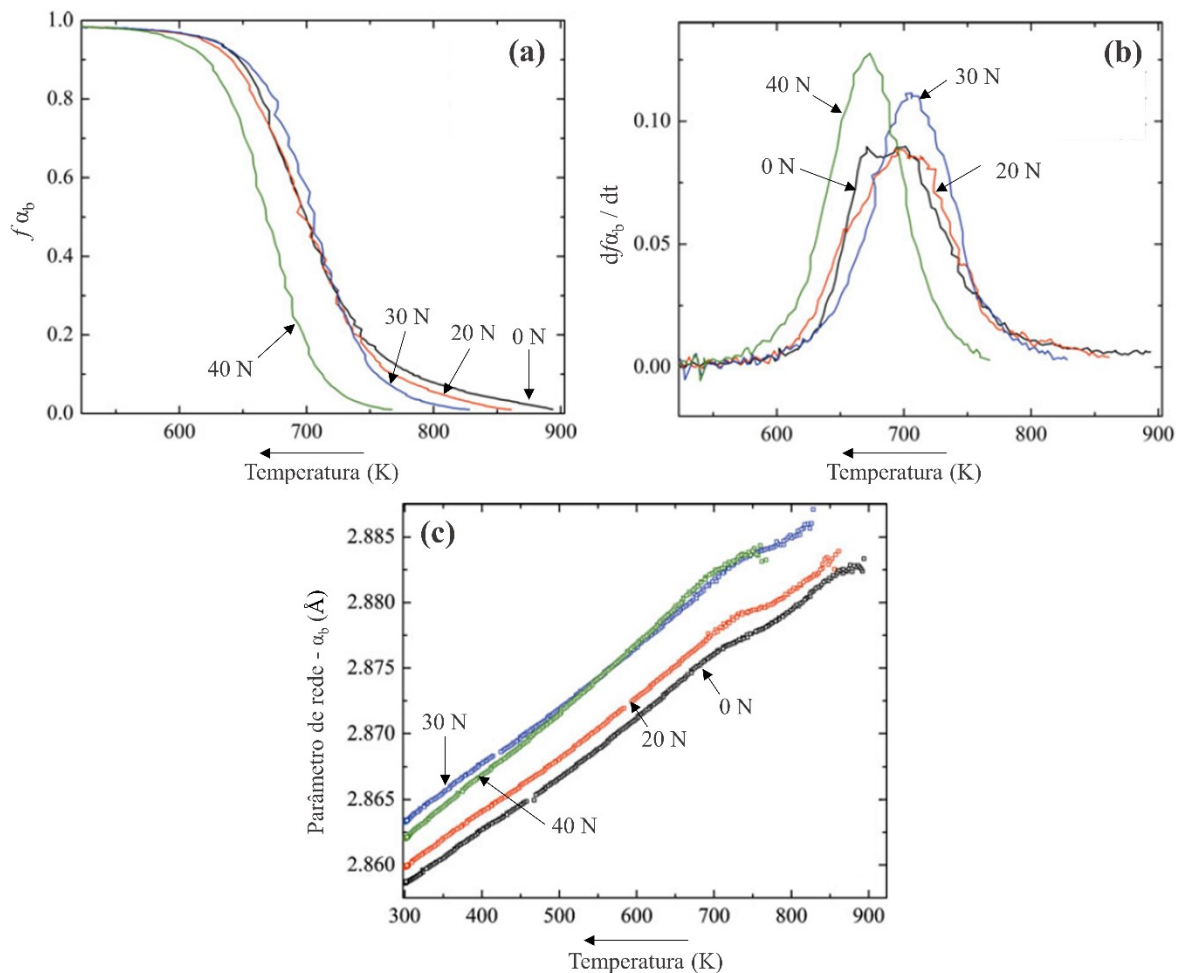 (a)
1.0
0.8
0.6
0.4
0.2
0.0
f α_b
40 N
30 N
20 N
0 N
600
700
800
900
Temperatura (K)
(b)
0.10
0.05
0.00
dfα_b / dt
40 N
30 N
0 N
20 N
600
700
800
900
Temperatura (K)
(c)
2.885
2.880
2.875
2.870
2.865
2.860
Parâmetro de rede - α_b (Å)
30 N
40 N
20 N
0 N
300
400
500
600
700
800
900
Temperatura (K)